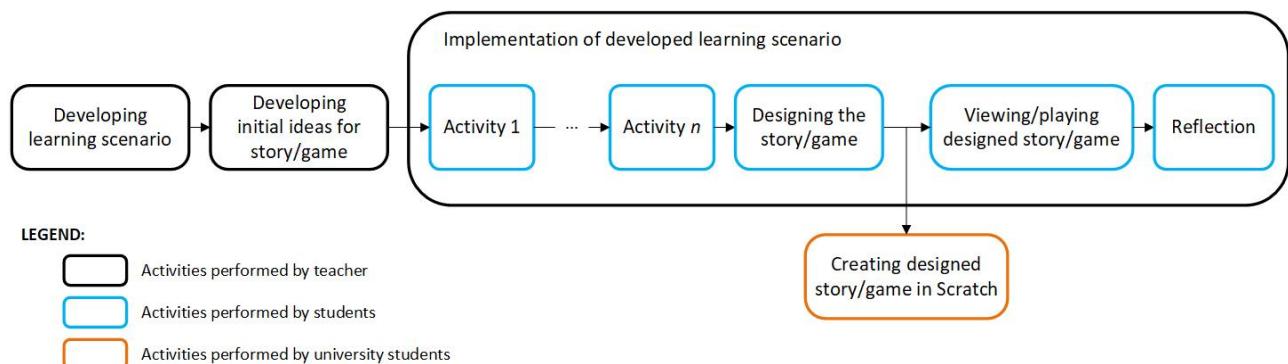 Implementation of developed learning scenario
Developing
learning scenario
Developing
initial ideas for
story/game
Activity 1
...
Activity n
Designing the
story/game
Viewing/playing
designed story/game
Reflection
Creating designed
story/game in Scratch
LEGEND:
Activities performed by teacher
Activities performed by students
Activities performed by university students